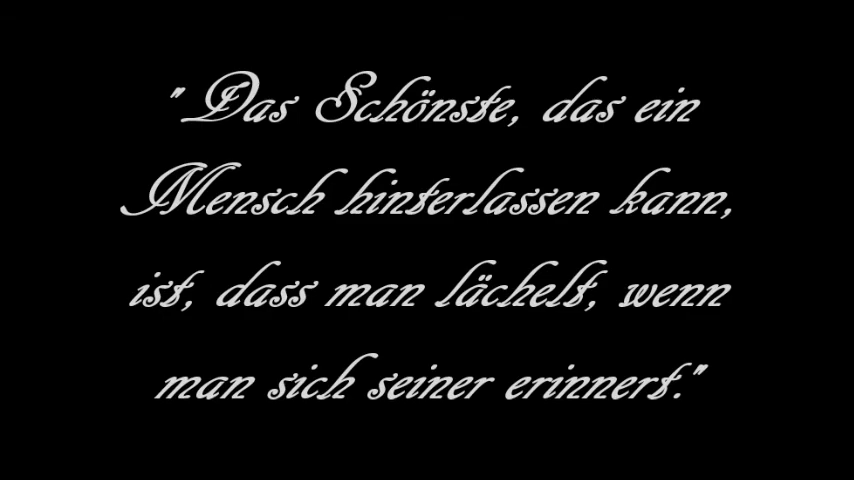 " Das Schönste, das ein
Mensch hinterlassen kann,
ist, dass man lächelt, wenn
man sich seiner erinnert."